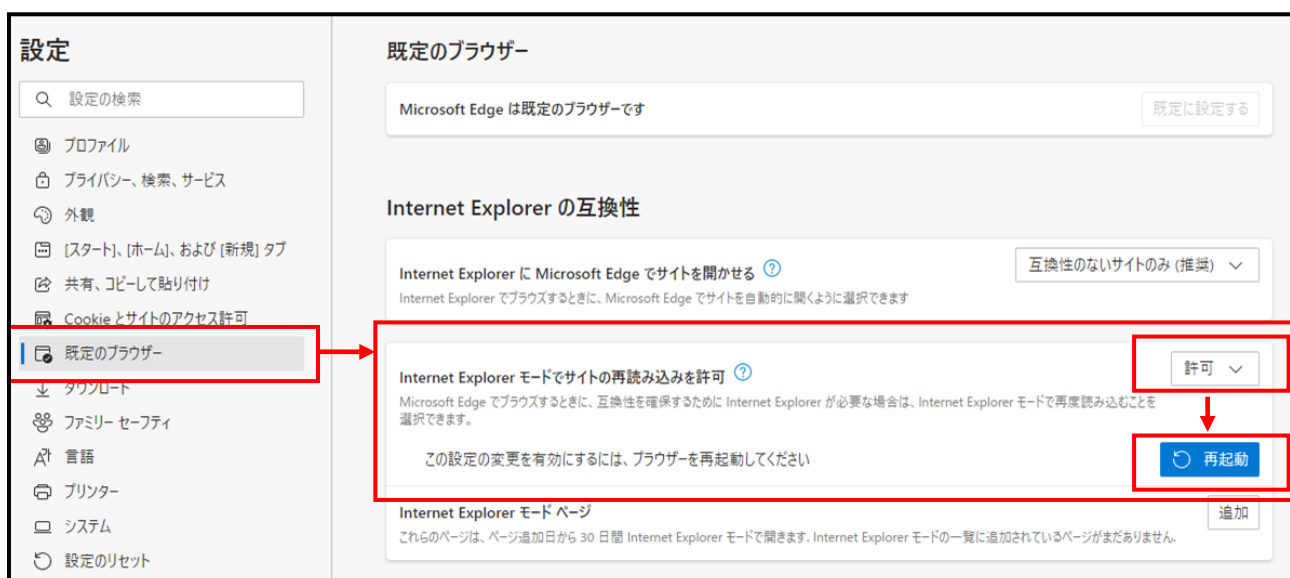 設定
設定の検索
プロファイル
プライバシー、検索、サービス
外観
[スタート]、[ホーム]、および [新規] タブ
共有、コピーして貼り付け
Cookie とサイトのアクセス許可
既定のブラウザー
ダウンロード
ファミリー セーフティ
言語
プリンター
システム
設定のリセット
既定のブラウザー
Microsoft Edge は既定のブラウザーです
既定に設定する
Internet Explorer の互換性
Internet Explorer に Microsoft Edge でサイトを開かせる
互換性のないサイトのみ (推奨)
Internet Explorer でブラウズするときに、Microsoft Edge でサイトを自動的に開くように選択できます
Internet Explorer モードでサイトの再読み込みを許可
許可
Microsoft Edge でブラウズするときに、互換性を確保するために Internet Explorer が必要な場合は、Internet Explorer モードで再度読み込むことを
選択できます。
この設定の変更を有効にするには、ブラウザーを再起動してください
再起動
Internet Explorer モード ページ
追加
これらのページは、ページ追加日から 30 日間 Internet Explorer モードで開きます. Internet Explorer モードの一覧に追加されているページがまだありません.